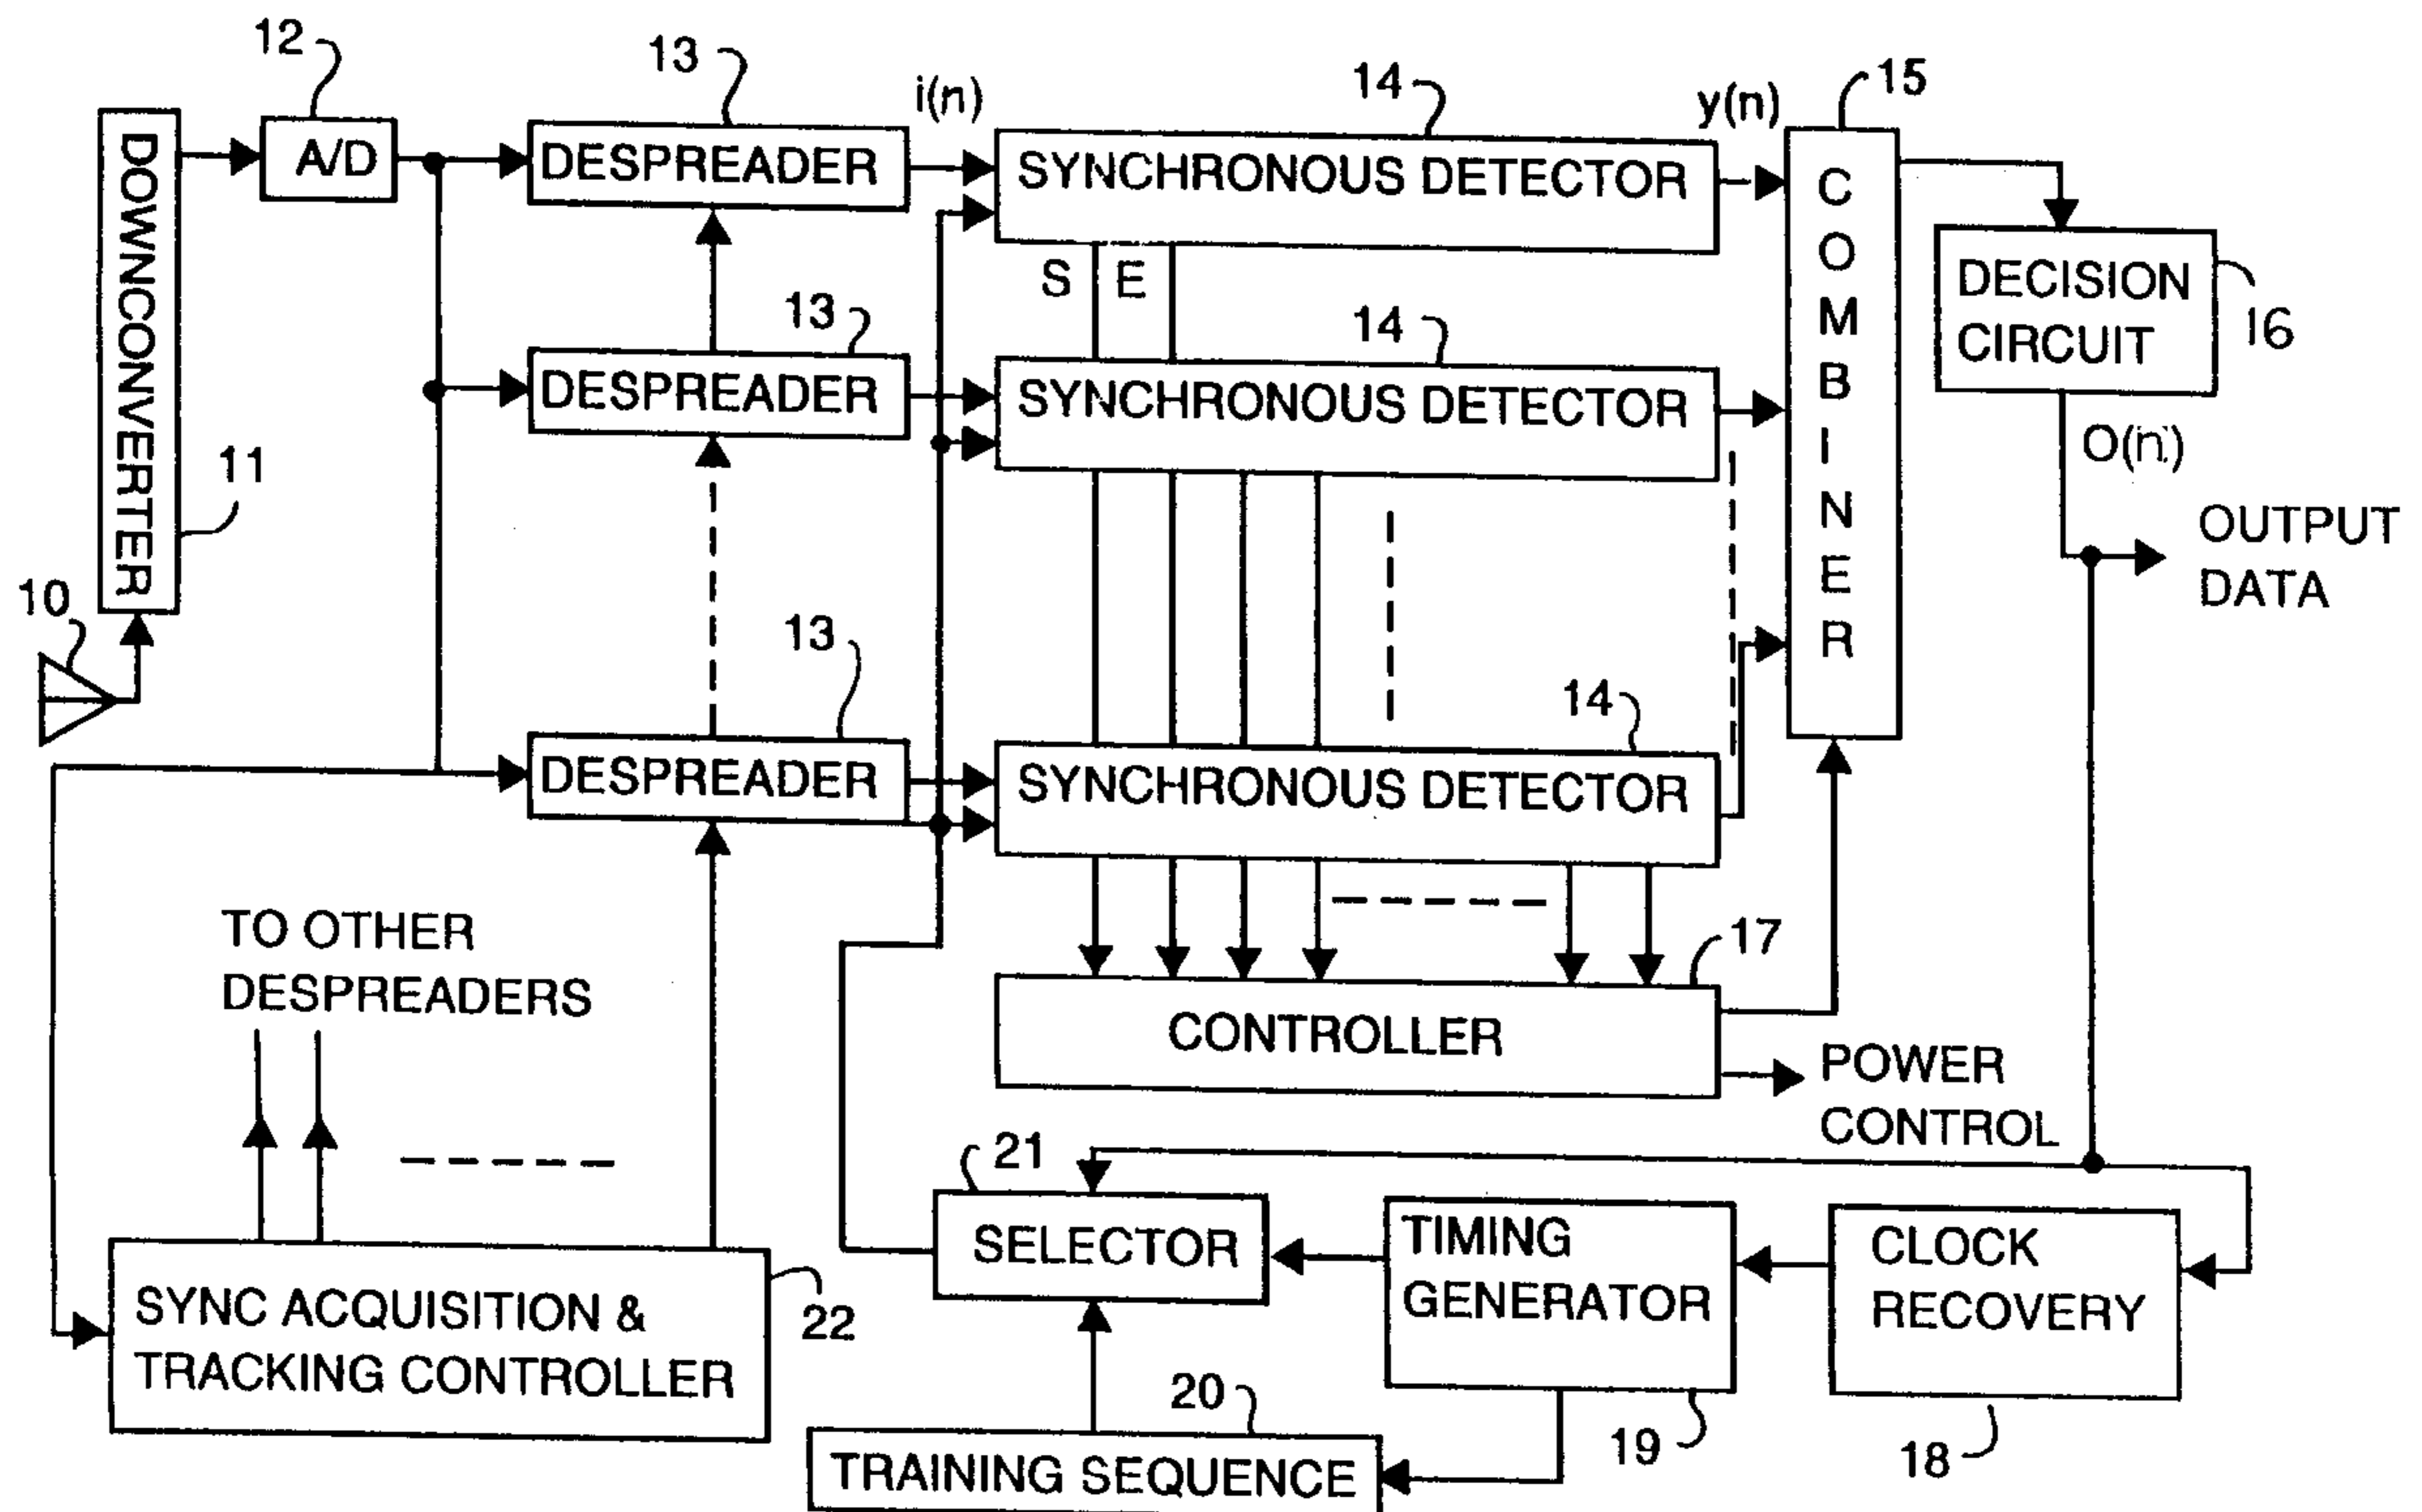 12
13
i(n)
14
y(n)
15
DOWNCONVERTER
A/D
DESPREADER
SYNCHRONOUS DETECTOR
COMBINER
S
E
DECISION
CIRCUIT
16
13
14
DESPREADER
SYNCHRONOUS DETECTOR
O(n)
11
OUTPUT
DATA
10
13
14
DESPREADER
SYNCHRONOUS DETECTOR
TO OTHER
DESPREADERS
17
CONTROLLER
POWER
CONTROL
21
SELECTOR
TIMING
GENERATOR
CLOCK
RECOVERY
SYNC ACQUISITION &
TRACKING CONTROLLER
22
20
19
18
TRAINING SEQUENCE